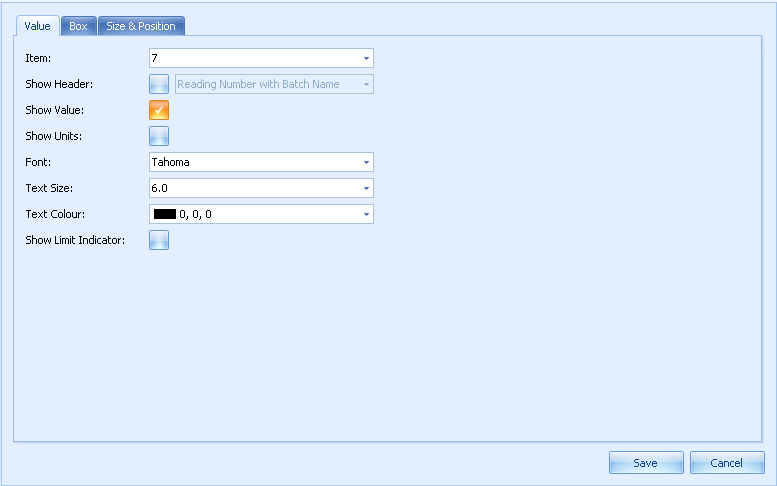 Value Box Size & Position
Item: 7
Show Header: Reading Number with Batch Name
Show Value:
Show Units:
Font: Tahoma
Text Size: 6.0
Text Colour: 0, 0, 0
Show Limit Indicator:
Save Cancel